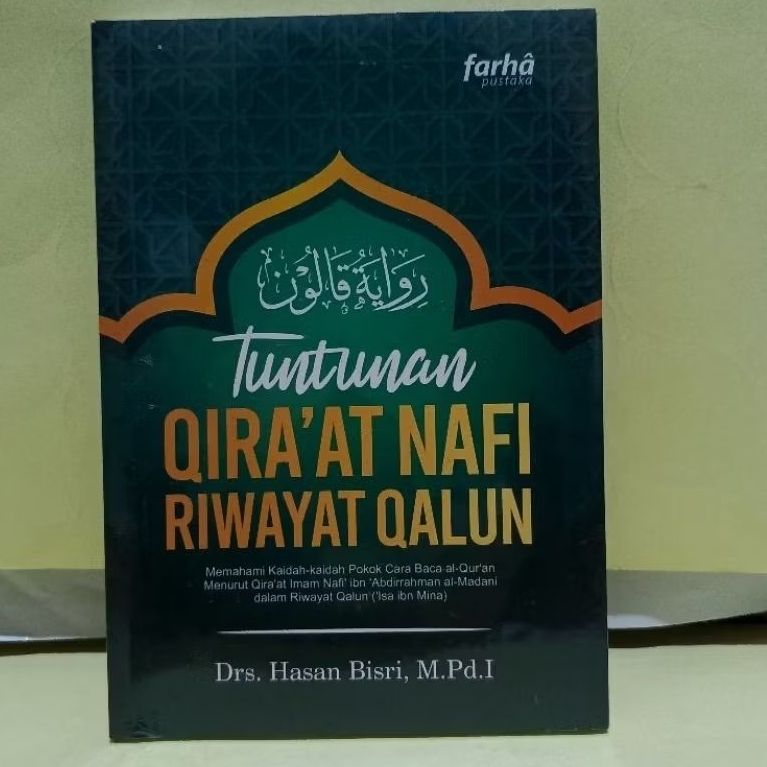 farhâ
pustaka
رِوَايَةُ قَالُوْن
Tuntunan
QIRA'AT NAFI
RIWAYAT QALUN
Memahami Kaidah-kaidah Pokok Cara Baca al-Qur'an
Menurut Qira'at Imam Nafi' ibn 'Abdirrahman al-Madani
dalam Riwayat Qalun ('Isa ibn Mina)
Drs. Hasan Bisri, M.Pd.I